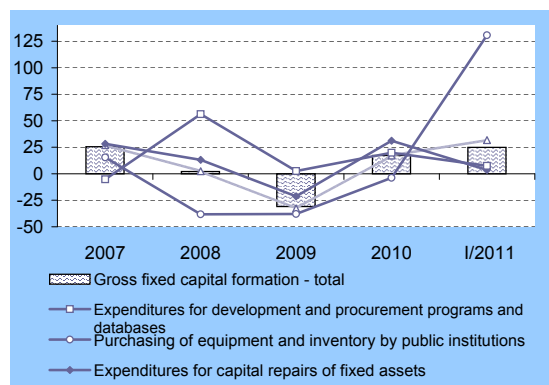 125
100
75
50
25
0
-25
-50
2007 2008 2009 2010 I/2011
Gross fixed capital formation - total
Expenditures for development and procurement programs and
databases
Purchasing of equipment and inventory by public institutions
Expenditures for capital repairs of fixed assets